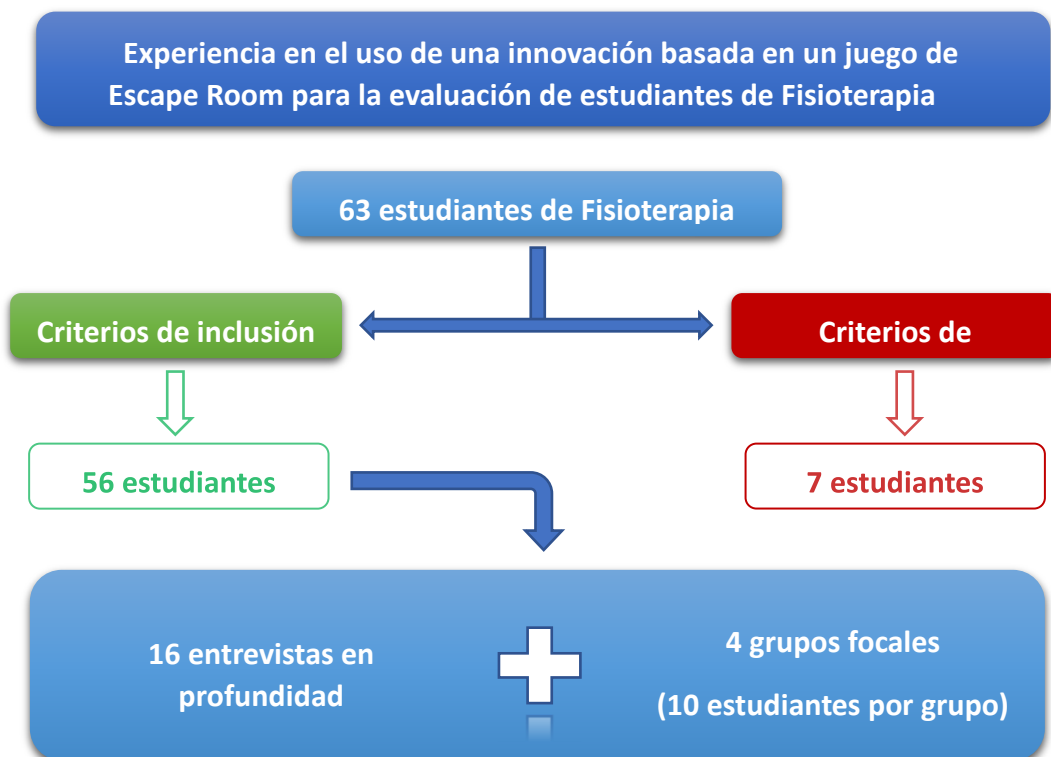 Experiencia en el uso de una innovación basada en un juego de
Escape Room para la evaluación de estudiantes de Fisioterapia
63 estudiantes de Fisioterapia
Criterios de inclusión
Criterios de
56 estudiantes
7 estudiantes
16 entrevistas en
profundidad
4 grupos focales
(10 estudiantes por grupo)